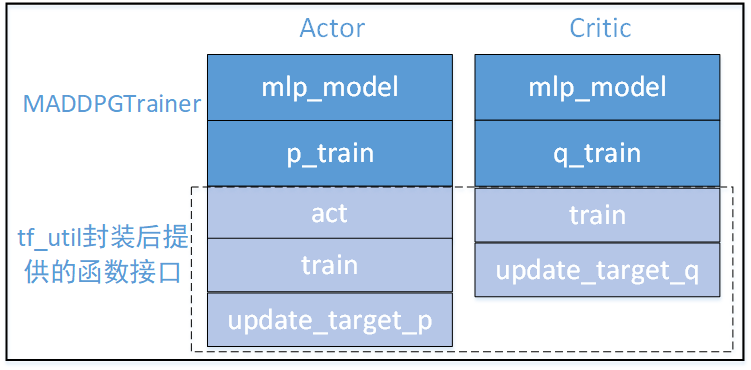 Actor
Critic
MADDPGTrainer
mlp_model
mlp_model
p_train
q_train
tf_util封装后提
供的函数接口
act
train
train
update_target_q
update_target_p